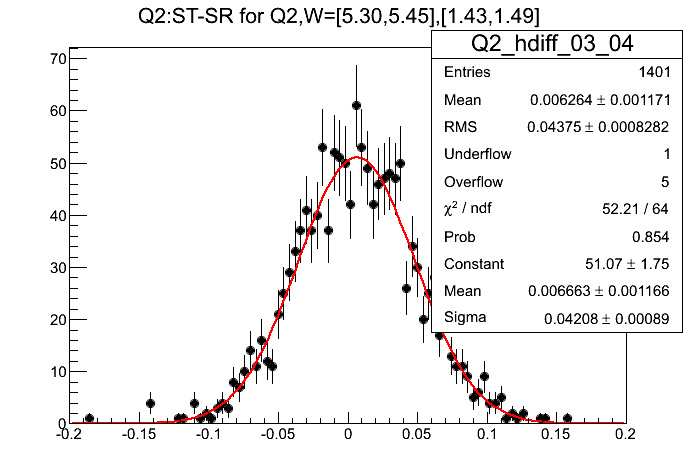 Q2:ST-SR for Q2,W=[5.30,5.45],[1.43,1.49]
Q2_hdiff_03_04
Entries 1401
Mean 0.006264 ± 0.001171
RMS 0.04375 ± 0.0008282
Underflow 1
Overflow 5
χ² / ndf 52.21 / 64
Prob 0.854
Constant 51.07 ± 1.75
Mean 0.006663 ± 0.001166
Sigma 0.04208 ± 0.00089
70
60
50
40
30
20
10
0
-0.2 -0.15 -0.1 -0.05 0 0.05 0.1 0.15 0.2